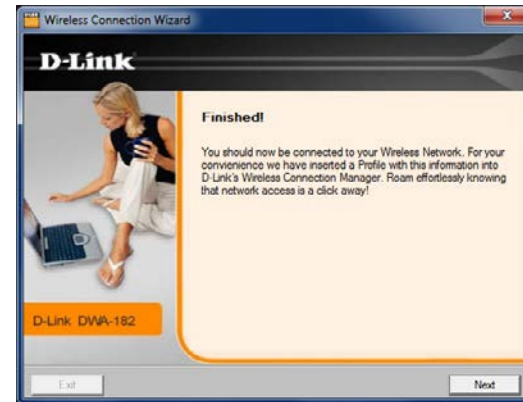 Wireless Connection Wizard
D-Link
Finished!
You should now be connected to your Wireless Network. For your
convienience we have inserted a Profile with this information into
D-Link's Wireless Connection Manager. Roam effortlessly knowing
that network access is a click away!
D-Link DWA-182
Exit
Next